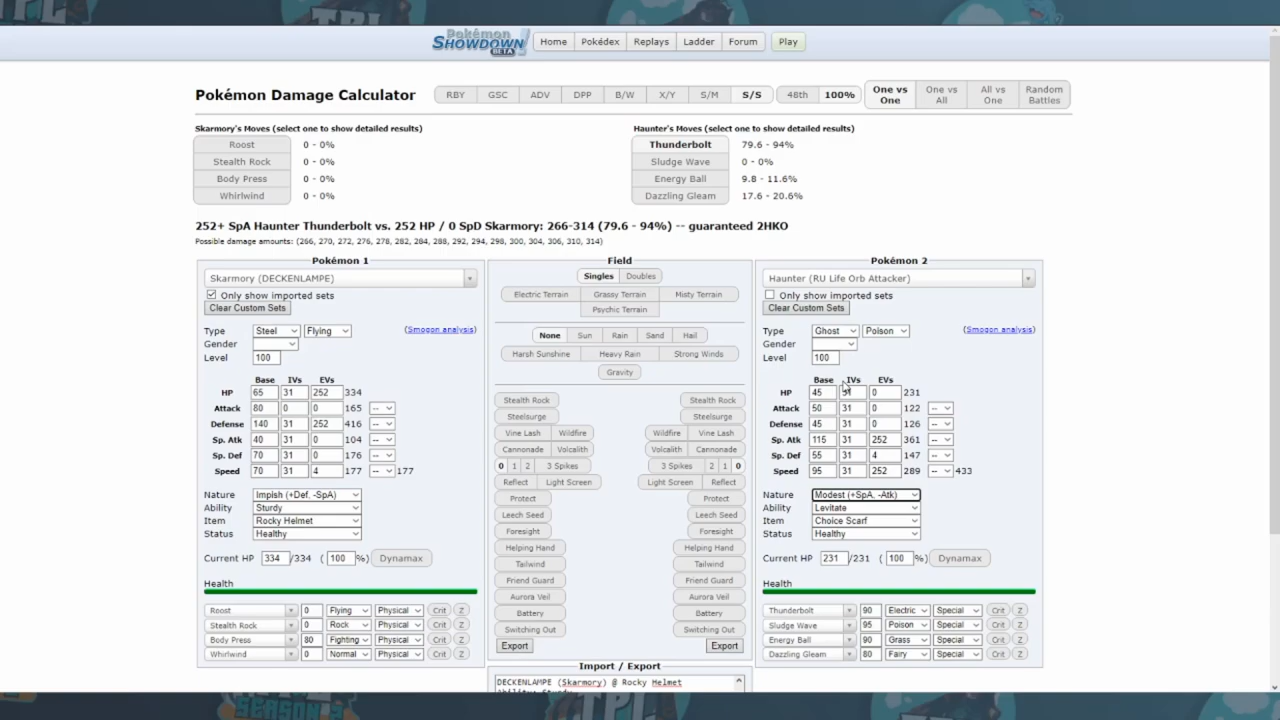 TPL
Pokémon SHOWDOWN! BETA Home Pokédex Replays Ladder Forum Play
Pokémon Damage Calculator RBY GSC ADV DPP B/W X/Y S/M S/S 48th 100% One vs One One vs All All vs One Random Battles
Skarmory's Moves (select one to show detailed results) Haunter's Moves (select one to show detailed results)
Roost 0 - 0% Thunderbolt 79.6 - 94%
Stealth Rock 0 - 0% Sludge Wave 0 - 0%
Body Press 0 - 0% Energy Ball 9.8 - 11.6%
Whirlwind 0 - 0% Dazzling Gleam 17.6 - 20.6%
252+ SpA Haunter Thunderbolt vs. 252 HP / 0 SpD Skarmory: 266-314 (79.6 - 94%) -- guaranteed 2HKO
Possible damage amounts: (266, 270, 272, 276, 278, 282, 284, 288, 292, 294, 298, 300, 304, 306, 310, 314)
Pokémon 1
Skarmory (DECKENLAMPE)
Only show imported sets
Clear Custom Sets
Type Steel Flying (Smogon analysis)
Gender
Level 100
Base IVs EVs
HP 65 31 252 334
Attack 80 0 0 165 --
Defense 140 31 252 416 --
Sp. Atk 40 31 0 104 --
Sp. Def 70 31 0 176 --
Speed 70 31 4 177 -- 177
Nature Impish (+Def, -SpA)
Ability Sturdy
Item Rocky Helmet
Status Healthy
Current HP 334 /334 ( 100 %) Dynamax
Health
Roost 0 Flying Physical Crit Z
Stealth Rock 0 Rock Physical Crit Z
Body Press 80 Fighting Physical Crit Z
Whirlwind 0 Normal Physical Crit Z
Field
Singles Doubles
Electric Terrain Grassy Terrain Misty Terrain
Psychic Terrain
None Sun Rain Sand Hail
Harsh Sunshine Heavy Rain Strong Winds
Gravity
Stealth Rock Stealth Rock
Steelsurge Steelsurge
Vine Lash Wildfire Wildfire Vine Lash
Cannonade Volcalith Volcalith Cannonade
0 1 2 3 Spikes 3 Spikes 2 1 0
Reflect Light Screen Light Screen Reflect
Protect Protect
Leech Seed Leech Seed
Foresight Foresight
Helping Hand Helping Hand
Tailwind Tailwind
Friend Guard Friend Guard
Aurora Veil Aurora Veil
Battery Battery
Switching Out Switching Out
Export Export
Import / Export
DECKENLAMPE (Skarmory) @ Rocky Helmet
Ability: Sturdy
Pokémon 2
Haunter (RU Life Orb Attacker)
Only show imported sets
Clear Custom Sets
Type Ghost Poison (Smogon analysis)
Gender
Level 100
Base IVs EVs
HP 45 31 0 231
Attack 50 31 0 122 --
Defense 45 31 0 126 --
Sp. Atk 115 31 252 361 --
Sp. Def 55 31 4 147 --
Speed 95 31 252 289 -- 433
Nature Modest (+SpA, -Atk)
Ability Levitate
Item Choice Scarf
Status Healthy
Current HP 231 /231 ( 100 %) Dynamax
Health
Thunderbolt 90 Electric Special Crit Z
Sludge Wave 95 Poison Special Crit Z
Energy Ball 90 Grass Special Crit Z
Dazzling Gleam 80 Fairy Special Crit Z
SEASON
TPL